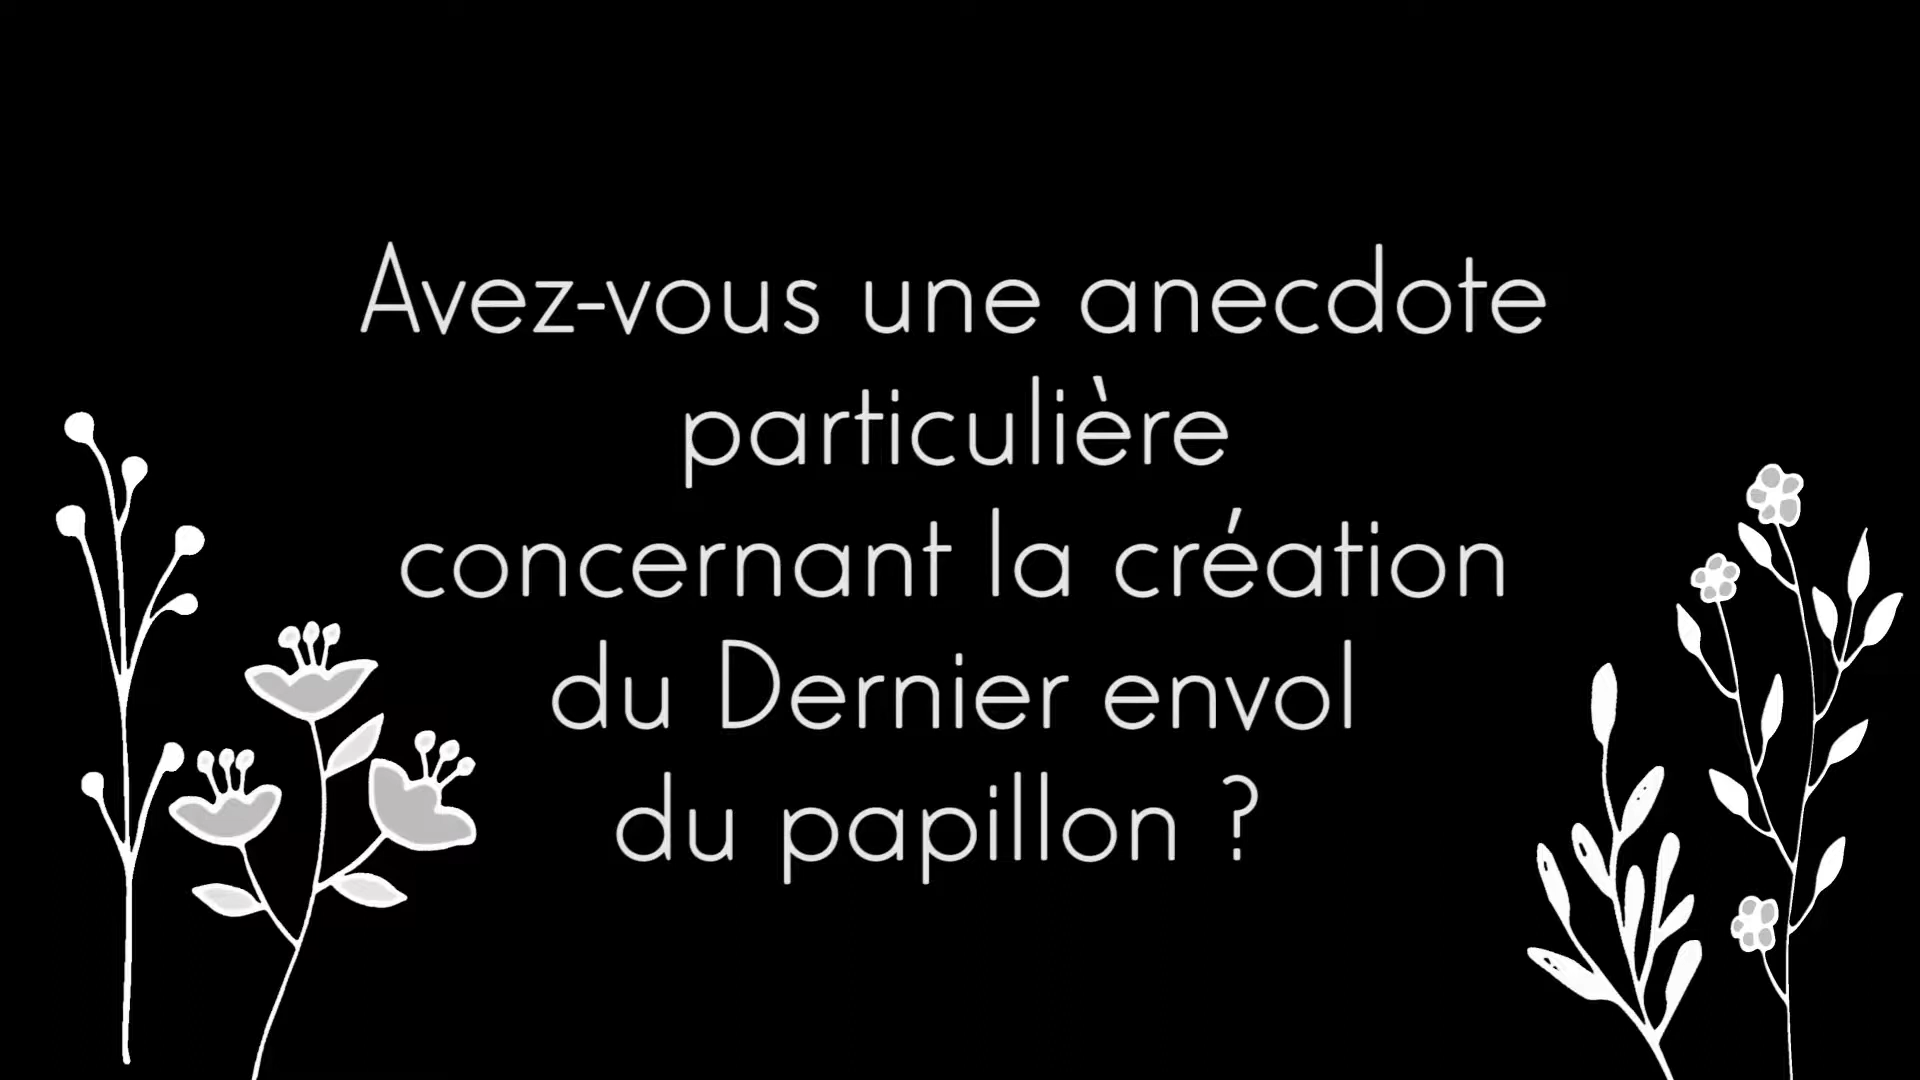 Avez-vous une anecdote
particulière
concernant la création
du Dernier envol
du papillon ?